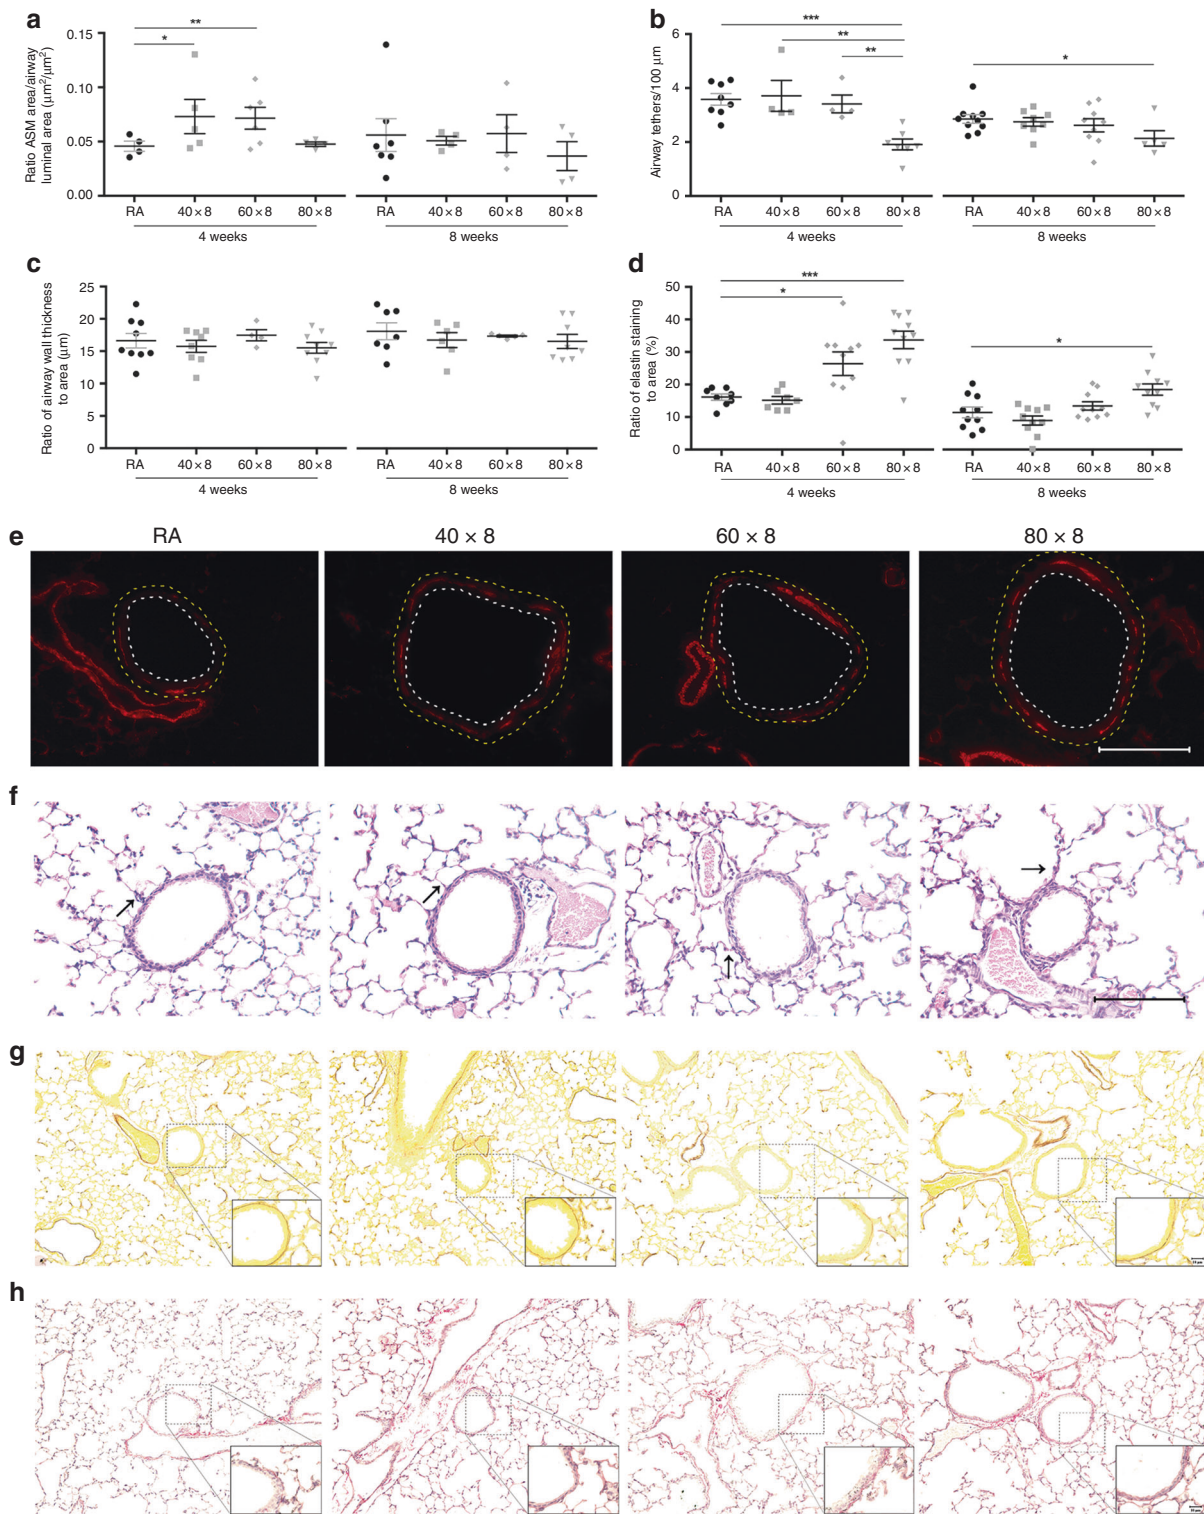 a
Ratio ASM area/airway
luminal area (µm²/µm²)
0.15
0.10
0.05
0.00
*
**
RA
40 × 8
60 × 8
80 × 8
RA
40 × 8
60 × 8
80 × 8
4 weeks
8 weeks
b
Airway tethers/100 µm
6
4
2
0
***
**
**
*
RA
40 × 8
60 × 8
80 × 8
RA
40 × 8
60 × 8
80 × 8
4 weeks
8 weeks
c
Ratio of airway wall thickness
to area (µm)
25
20
15
10
5
0
RA
40 × 8
60 × 8
80 × 8
RA
40 × 8
60 × 8
80 × 8
4 weeks
8 weeks
d
Ratio of elastin staining
to area (%)
50
40
30
20
10
0
***
*
*
RA
40 × 8
60 × 8
80 × 8
RA
40 × 8
60 × 8
80 × 8
4 weeks
8 weeks
e
RA
40 × 8
60 × 8
80 × 8
f
g
h